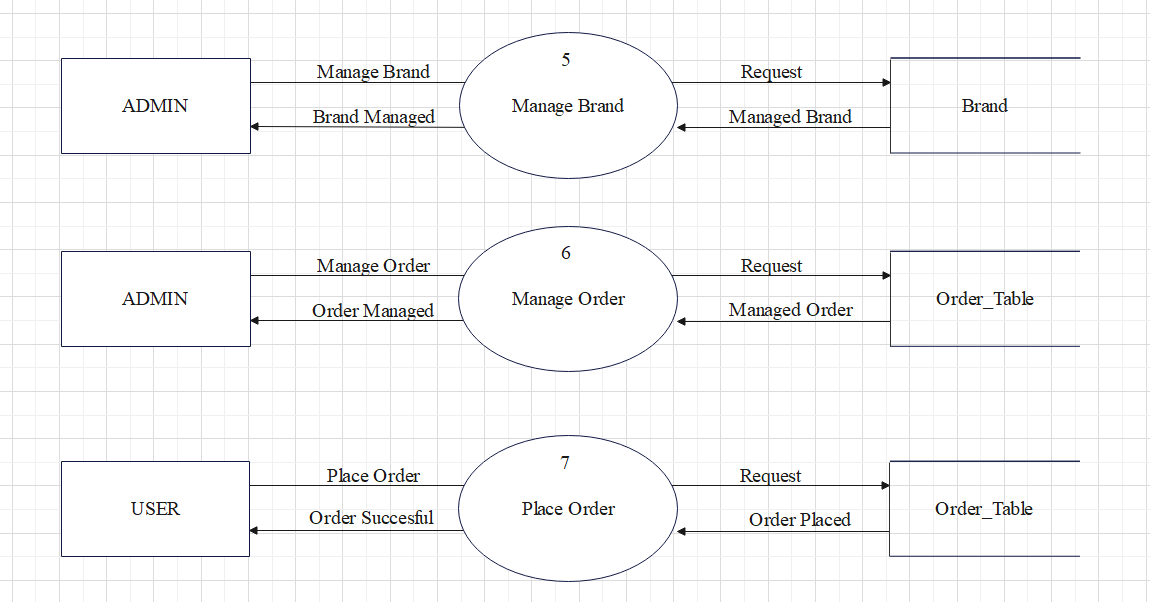 5
Manage Brand
Request
ADMIN
Manage Brand
Brand
Brand Managed
Managed Brand
6
Manage Order
Request
ADMIN
Manage Order
Order_Table
Order Managed
Managed Order
7
Place Order
Request
USER
Place Order
Order_Table
Order Succesful
Order Placed